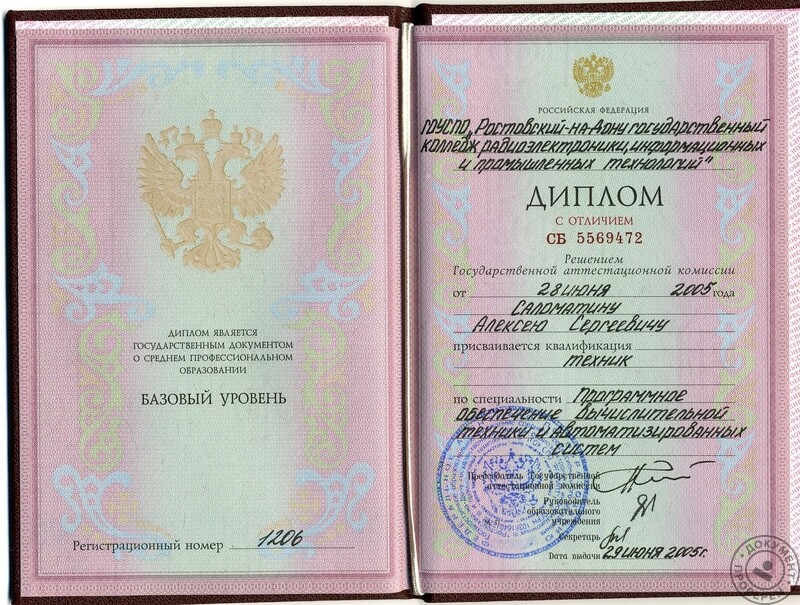 ДИПЛОМ ЯВЛЯЕТСЯ
ГОСУДАРСТВЕННЫМ ДОКУМЕНТОМ
О СРЕДНЕМ ПРОФЕССИОНАЛЬНОМ
ОБРАЗОВАНИИ
БАЗОВЫЙ УРОВЕНЬ
Регистрационный номер 1206
РОССИЙСКАЯ ФЕДЕРАЦИЯ
ГОУСПО „Ростовский-на-Дону государственный
колледж радиоэлектроники, информационных
и промышленных технологий"
ДИПЛОМ
С ОТЛИЧИЕМ
СБ 5569472
Решением
Государственной аттестационной комиссии
от 28 июня 2005 года
Саломатину
Алексею Сергеевичу
присваивается квалификация
техник
по специальности Программное
обеспечение вычислительной
техники и автоматизированных
систем
Председатель Государственной
аттестационной комиссии
Руководитель
образовательного
учреждения
Секретарь
Дата выдачи 29 июня 2005г.
ДОКУМЕНТ
ПРОВЕРЕН